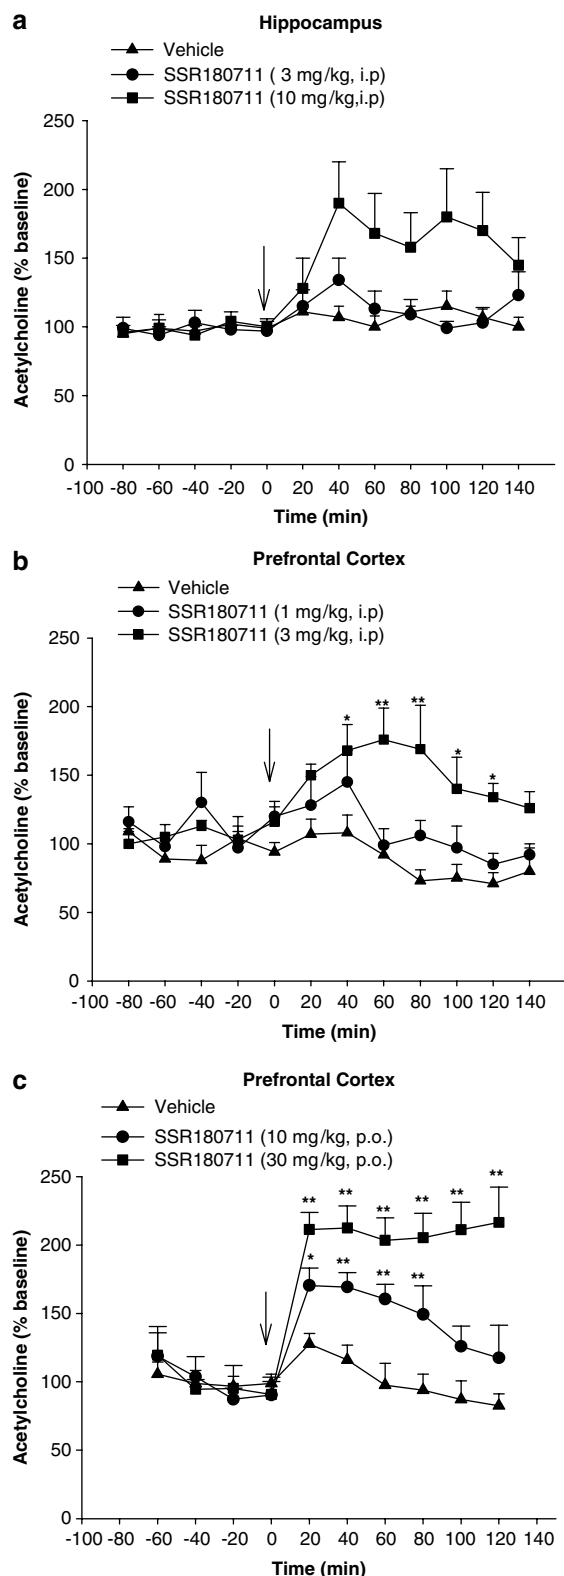 a
Hippocampus
Vehicle
SSR180711 ( 3 mg/kg, i.p)
SSR180711 (10 mg/kg,i.p)
250
200
150
100
50
0
Acetylcholine (% baseline)
-100 -80 -60 -40 -20 0 20 40 60 80 100 120 140
Time (min)
b
Prefrontal Cortex
Vehicle
SSR180711 (1 mg/kg, i.p)
SSR180711 (3 mg/kg, i.p)
250
200
150
100
50
0
Acetylcholine (% baseline)
* ** ** * *
-100 -80 -60 -40 -20 0 20 40 60 80 100 120 140
Time (min)
c
Prefrontal Cortex
Vehicle
SSR180711 (10 mg/kg, p.o.)
SSR180711 (30 mg/kg, p.o.)
250
200
150
100
50
0
Acetylcholine (% baseline)
** ** ** ** ** **
* ** ** **
-100 -80 -60 -40 -20 0 20 40 60 80 100 120 140
Time (min)